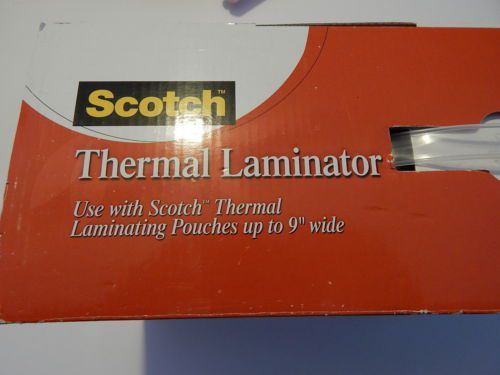 Scotch™
Thermal Laminator
Use with Scotch™ Thermal
Laminating Pouches up to 9" wide